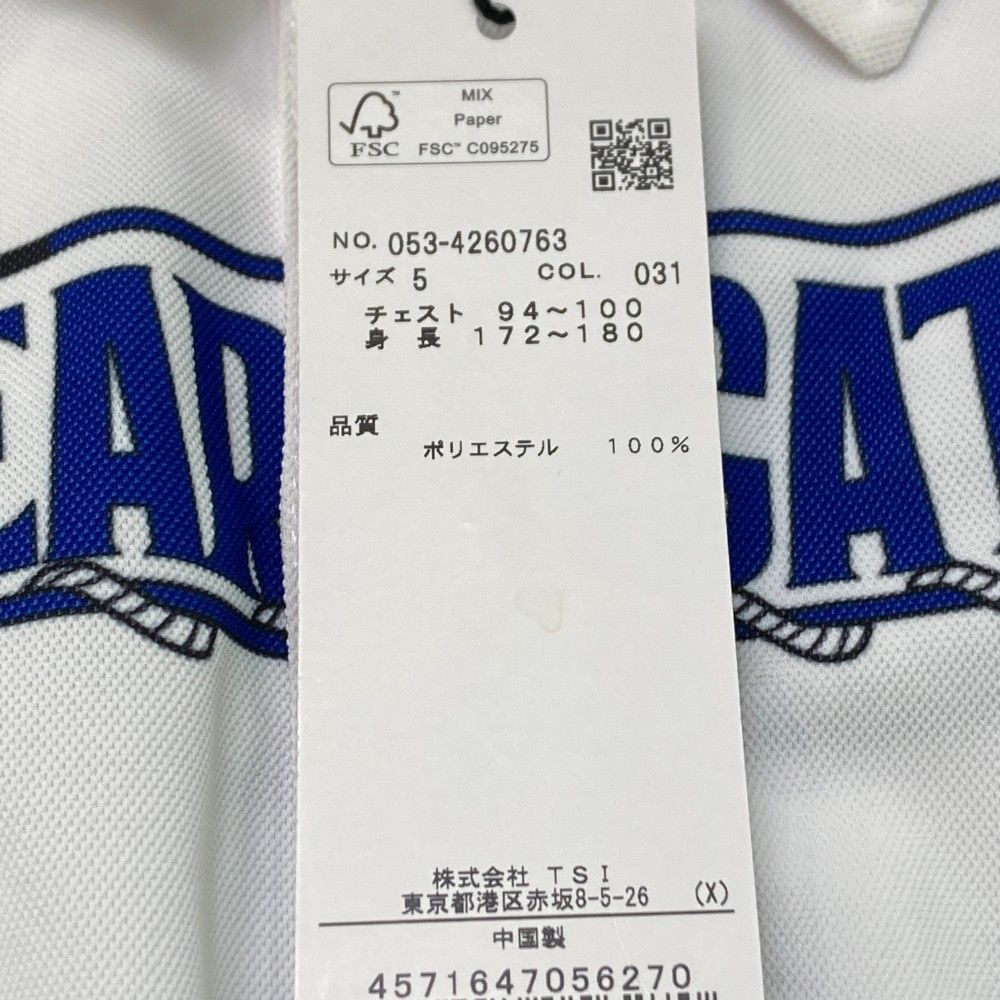 MIX
Paper
FSC™ C095275
FSC
NO. 053-4260763
サイズ 5 COL. 031
チェスト 94～100
身長 172～180
EAR
CAT
品質
ポリエステル 100%
株式会社 TSI
東京都港区赤坂8-5-26 (X)
中国製
4571647056270